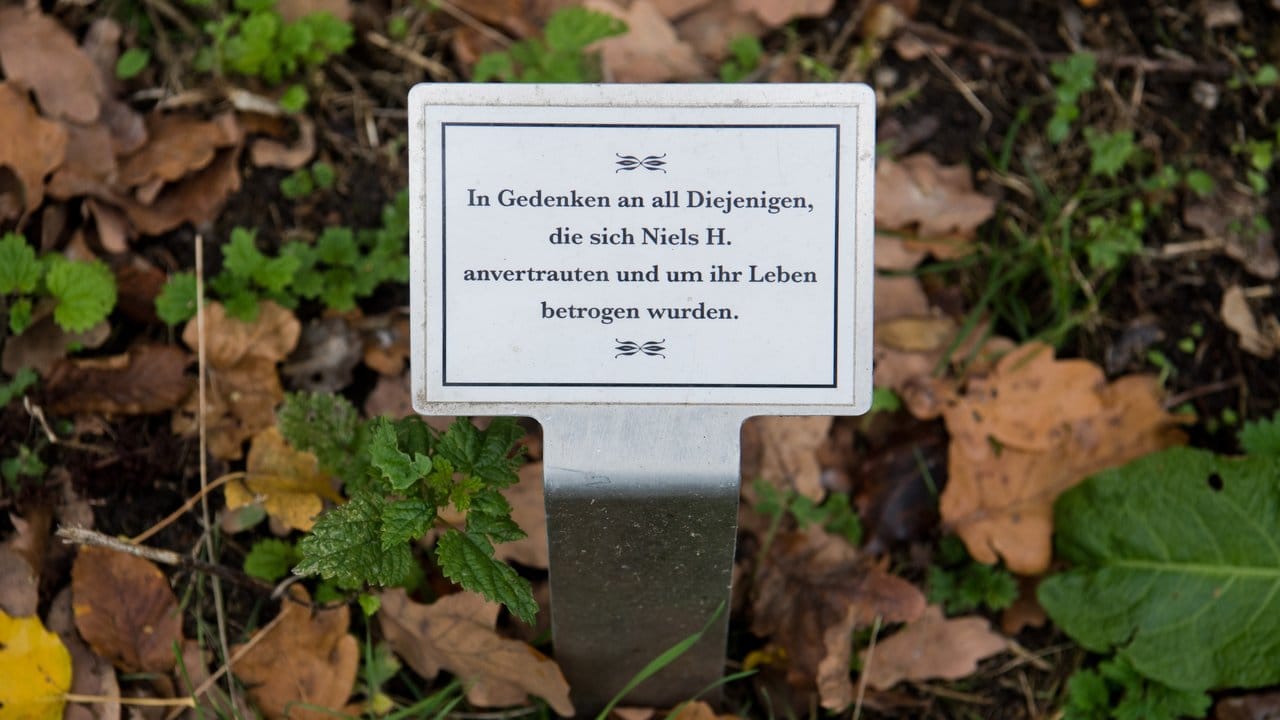 In Gedenken an all Diejenigen,
die sich Niels H.
anvertrauten und um ihr Leben
betrogen wurden.